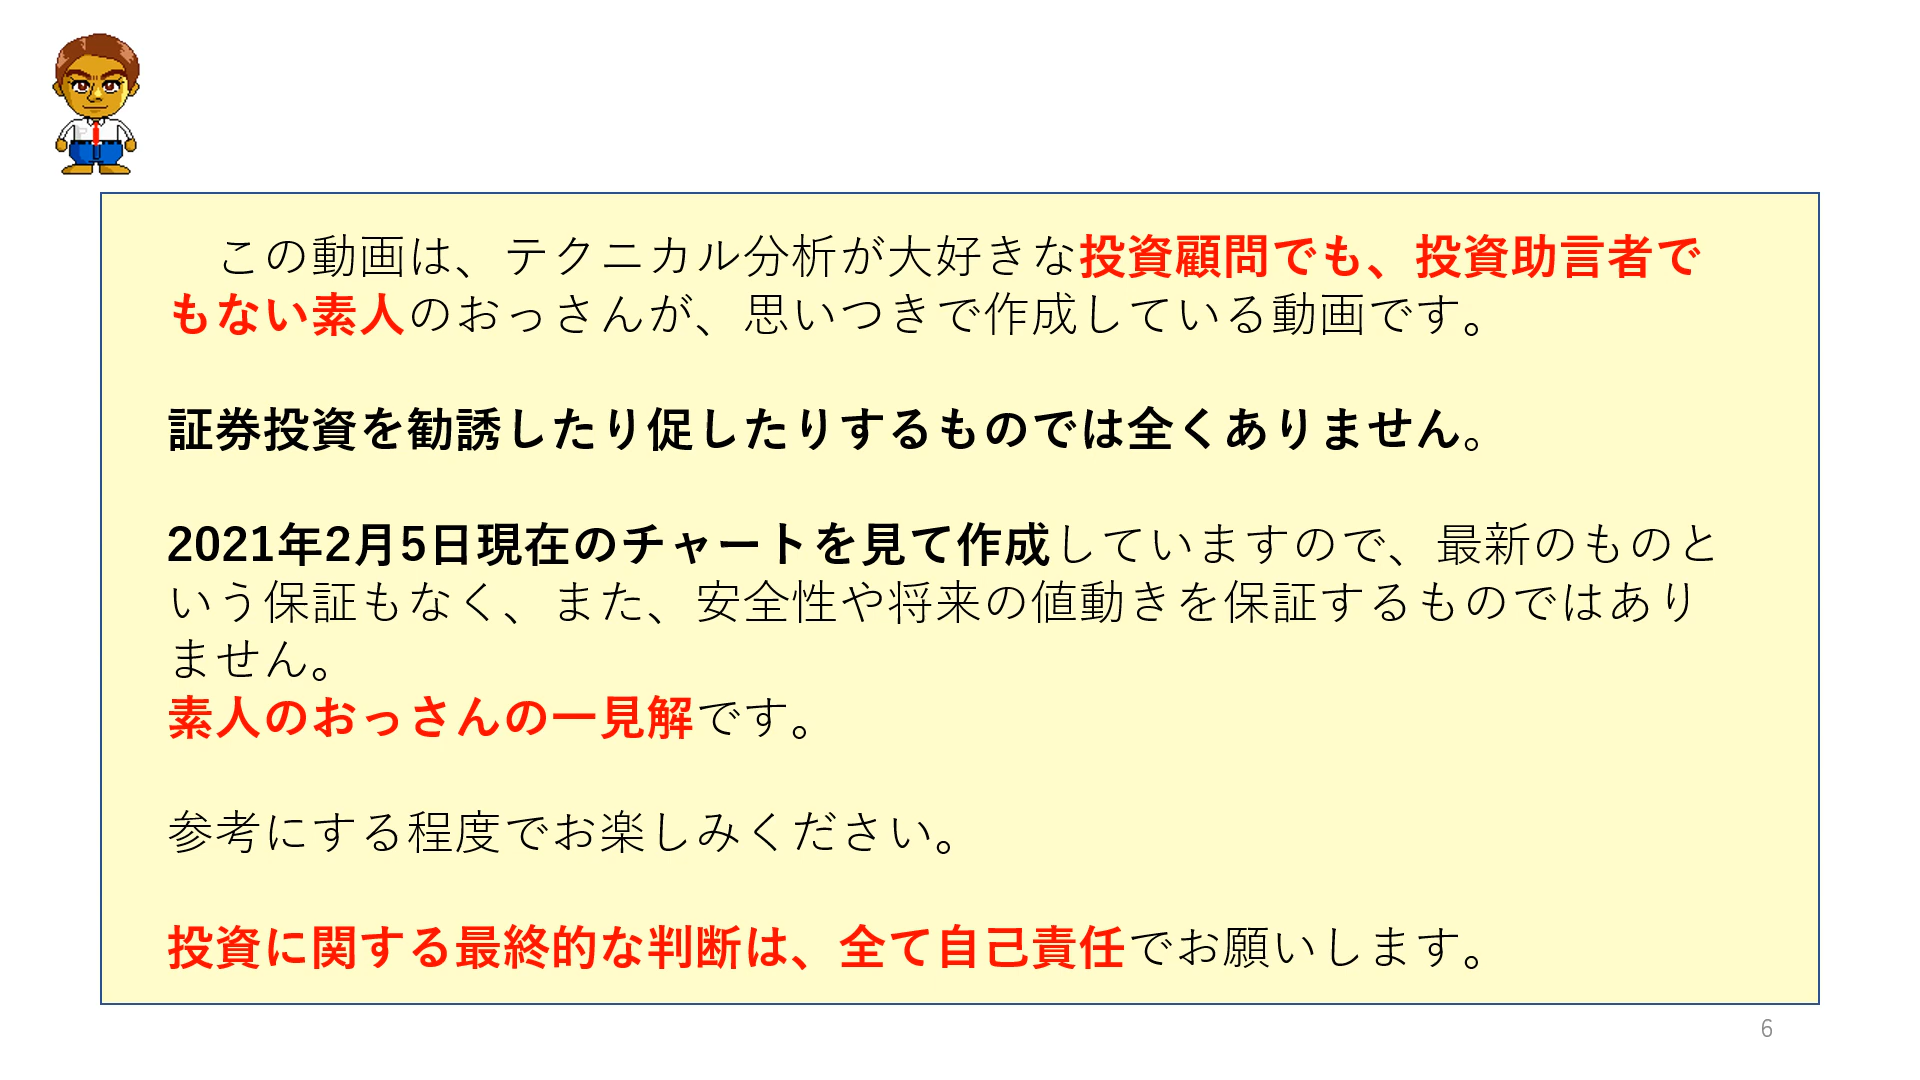 この動画は、テクニカル分析が大好きな投資顧問でも、投資助言者で
もない素人のおっさんが、思いつきで作成している動画です。
証券投資を勧誘したり促したりするものでは全くありません。
2021年2月5日現在のチャートを見て作成していますので、最新のものと
いう保証もなく、また、安全性や将来の値動きを保証するものではあり
ません。
素人のおっさんの一見解です。
参考にする程度でお楽しみください。
投資に関する最終的な判断は、全て自己責任でお願いします。
6